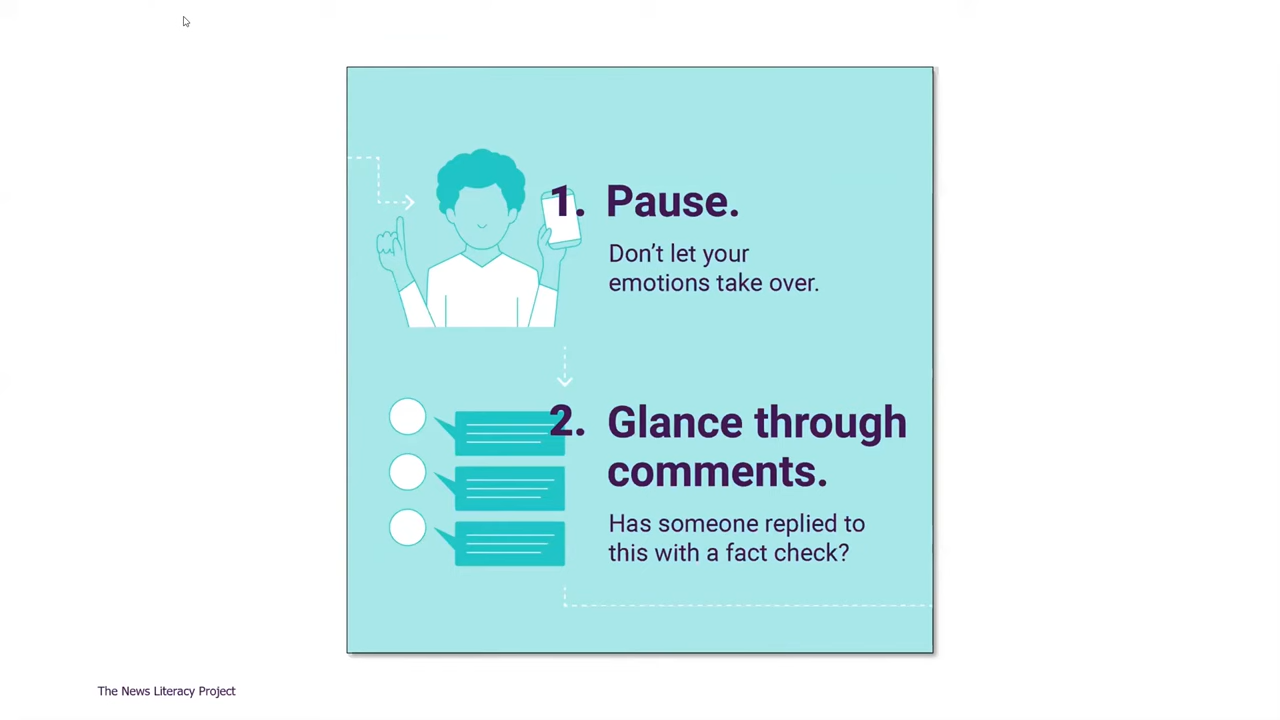 1. Pause.
Don’t let your
emotions take over.
2. Glance through
comments.
Has someone replied to
this with a fact check?
The News Literacy Project